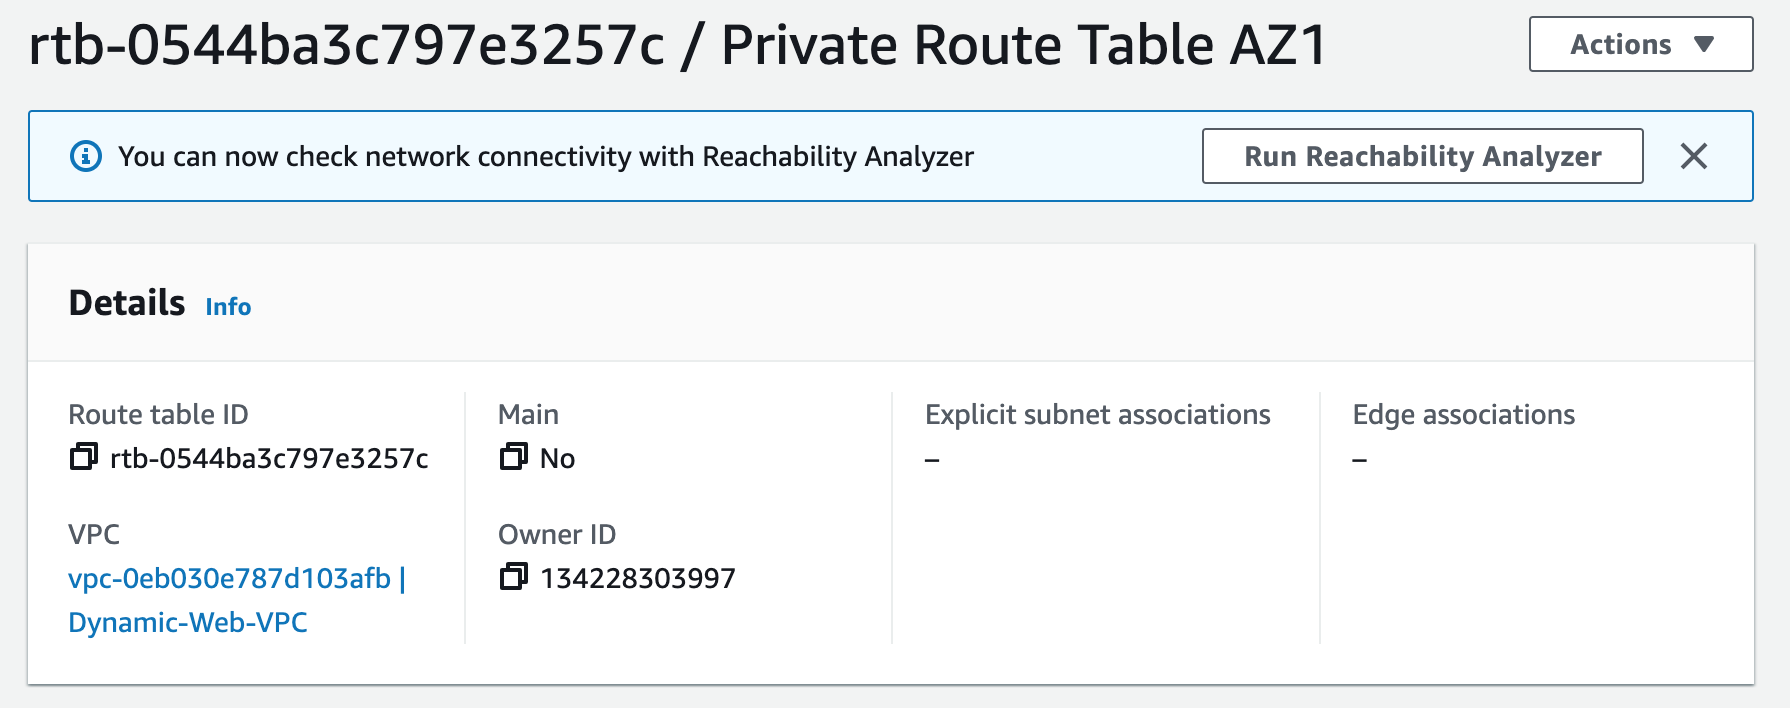 rtb-0544ba3c797e3257c / Private Route Table AZ1
Actions
You can now check network connectivity with Reachability Analyzer
Run Reachability Analyzer
Details Info
Route table ID
rtb-0544ba3c797e3257c
Main
No
Explicit subnet associations
–
Edge associations
–
VPC
vpc-0eb030e787d103afb |
Dynamic-Web-VPC
Owner ID
134228303997